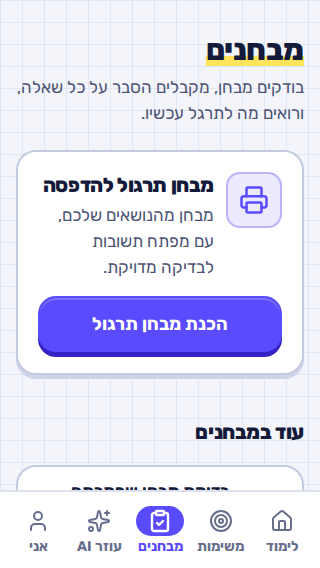 מבחנים
בודקים מבחן, מקבלים הסבר על כל שאלה,
ורואים מה לתרגל עכשיו.
מבחן תרגול להדפסה
מבחן מהנושאים שלכם,
עם מפתח תשובות
לבדיקה מדויקת.
הכנת מבחן תרגול
עוד במבחנים
לימוד
משימות
מבחנים
עוזר AI
אני